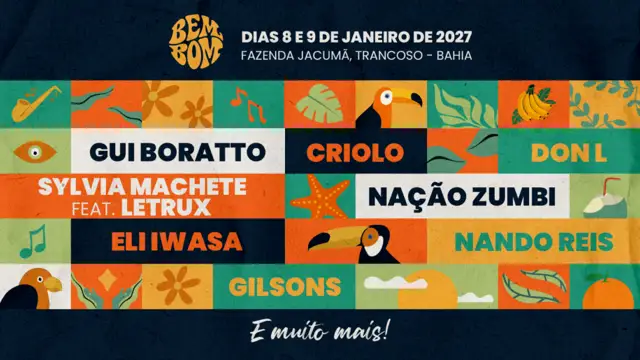 BEM
BOM
DIAS 8 E 9 DE JANEIRO DE 2027
FAZENDA JACUMÃ, TRANCOSO - BAHIA
GUI BORATTO
CRIOLO
DON L
SYLVIA MACHETE
FEAT. LETRUX
NAÇÃO ZUMBI
ELI IWASA
NANDO REIS
GILSONS
E muito mais!